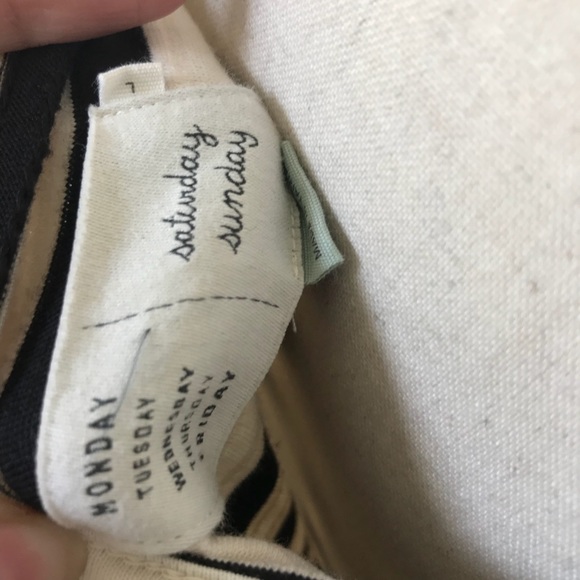 L
saturday
sunday
MONDAY
TUESDAY
WEDNESDAY
THURSDAY
FRIDAY